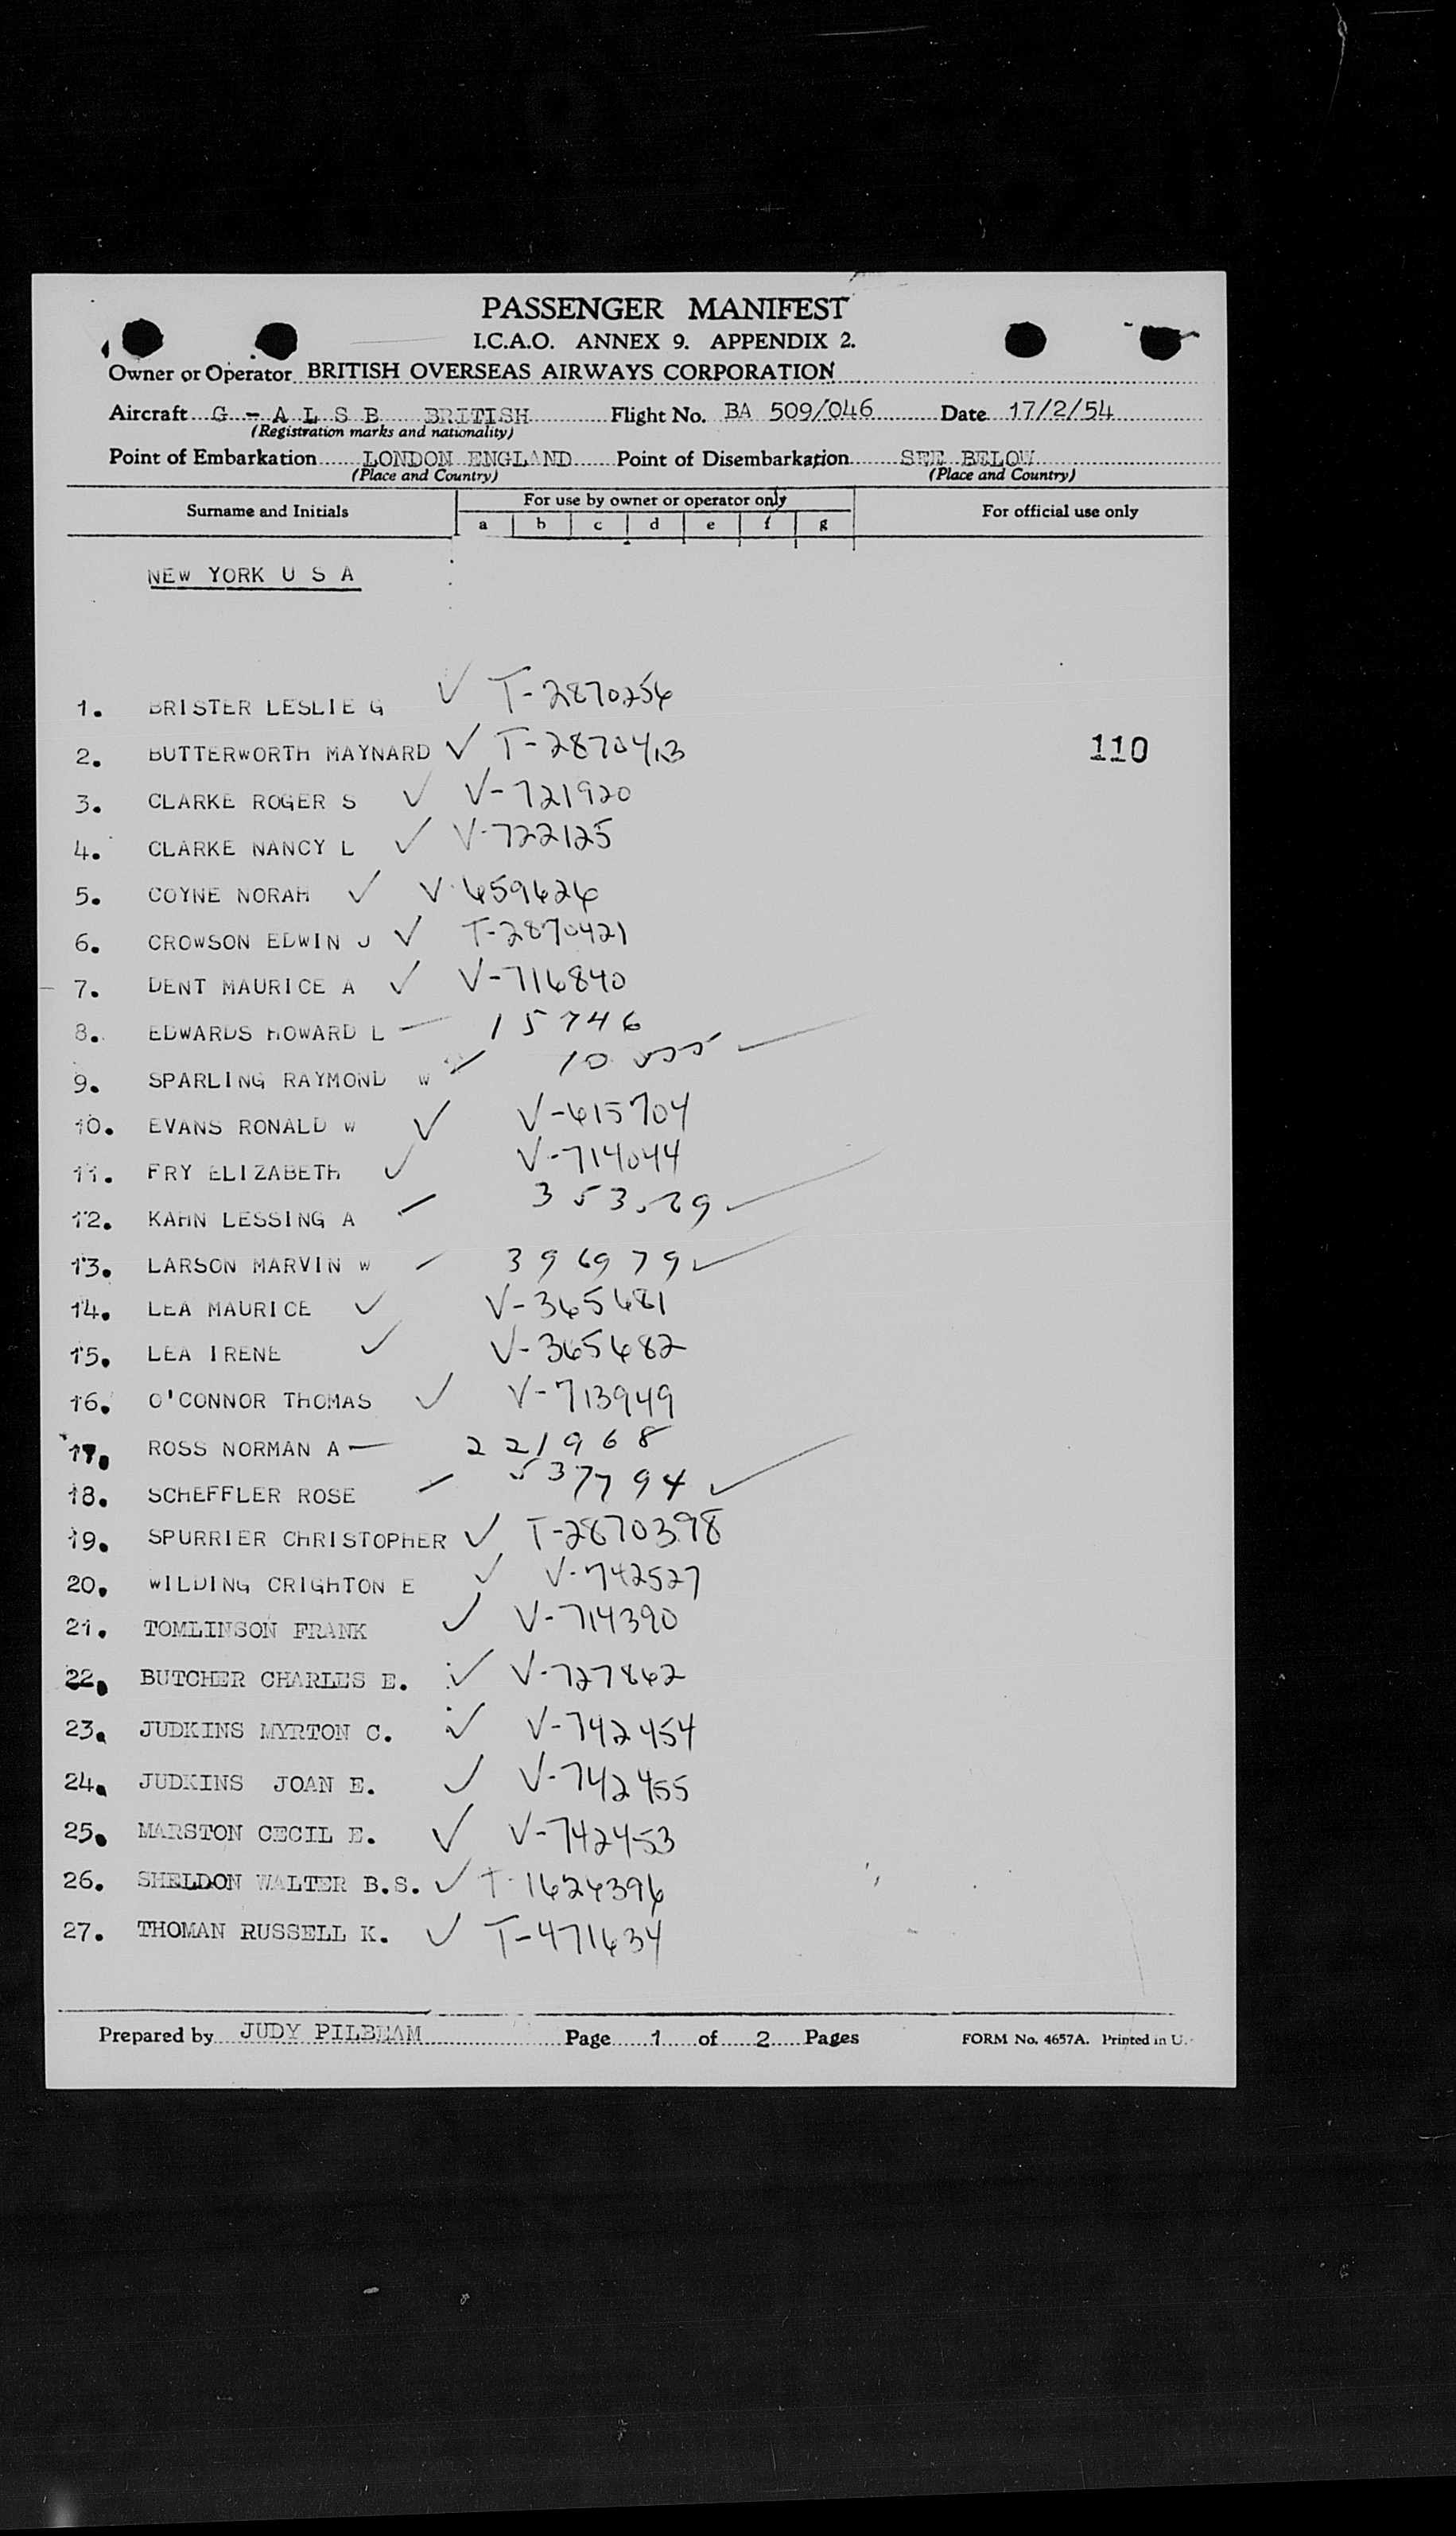 PASSENGER MANIFEST
I.C.A.O. ANNEX 9. APPENDIX 2.
Owner or Operator BRITISH OVERSEAS AIRWAYS CORPORATION
Aircraft G - A L S B BRITISH Flight No. BA 509/046 Date 17/2/54
(Registration marks and nationality)
Point of Embarkation LONDON ENGLAND Point of Disembarkation SEE BELOW
(Place and Country) (Place and Country)
Surname and Initials For use by owner or operator only For official use only
a b c d e f g
NEW YORK U S A
1. BRISTER LESLIE G ✓ T-2870256
2. BUTTERWORTH MAYNARD ✓ T-2870413 110
3. CLARKE ROGER S ✓ V-721920
4. CLARKE NANCY L ✓ V-722125
5. COYNE NORAH ✓ V-659626
6. CROWSON EDWIN J ✓ T-2870421
7. DENT MAURICE A ✓ V-716840
8. EDWARDS HOWARD L — 15746
9. SPARLING RAYMOND W
10. EVANS RONALD W ✓ V-615704
11. FRY ELIZABETH ✓ V-714044
12. KAHN LESSING A
13. LARSON MARVIN W — 396979 ✓
14. LEA MAURICE ✓ V-365681
15. LEA IRENE ✓ V-365682
16. O'CONNOR THOMAS ✓ V-713949
17. ROSS NORMAN A — 221968
18. SCHEFFLER ROSE — 537794 ✓
19. SPURRIER CHRISTOPHER ✓ T-2870398
20. WILDING CRIGHTON E ✓ V-742527
21. TOMLINSON FRANK ✓ V-714390
22. BUTCHER CHARLES E. ✓ V-727862
23. JUDKINS MYRTON C. ✓ V-742454
24. JUDKINS JOAN E. ✓ V-742455
25. MARSTON CECIL E. ✓ V-742453
26. SHELDON WALTER B.S. ✓ T-1624396
27. THOMAN RUSSELL K. ✓ T-471634
Prepared by JUDY PILBEAM Page 1 of 2 Pages FORM No. 4657A. Printed in U.